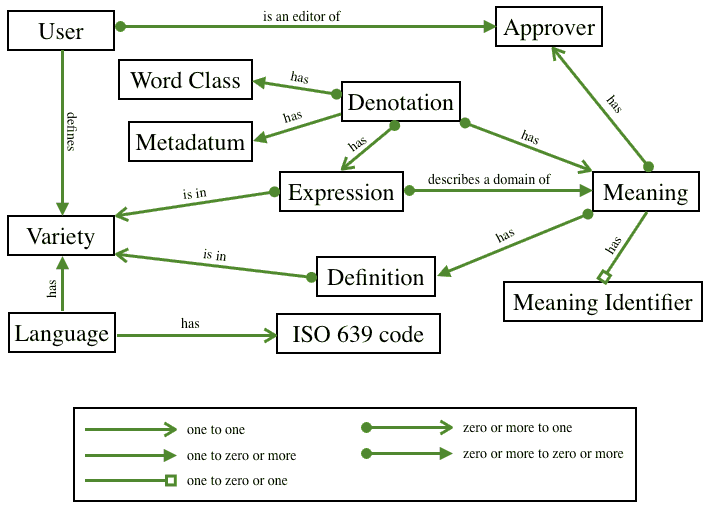 User
is an editor of
Approver
Word Class
has
Denotation
has
defines
Metadatum
has
has
has
is in
Expression
describes a domain of
Meaning
Variety
is in
has
has
Definition
has
Meaning Identifier
Language
has
ISO 639 code
one to one
zero or more to one
one to zero or more
zero or more to zero or more
one to zero or one